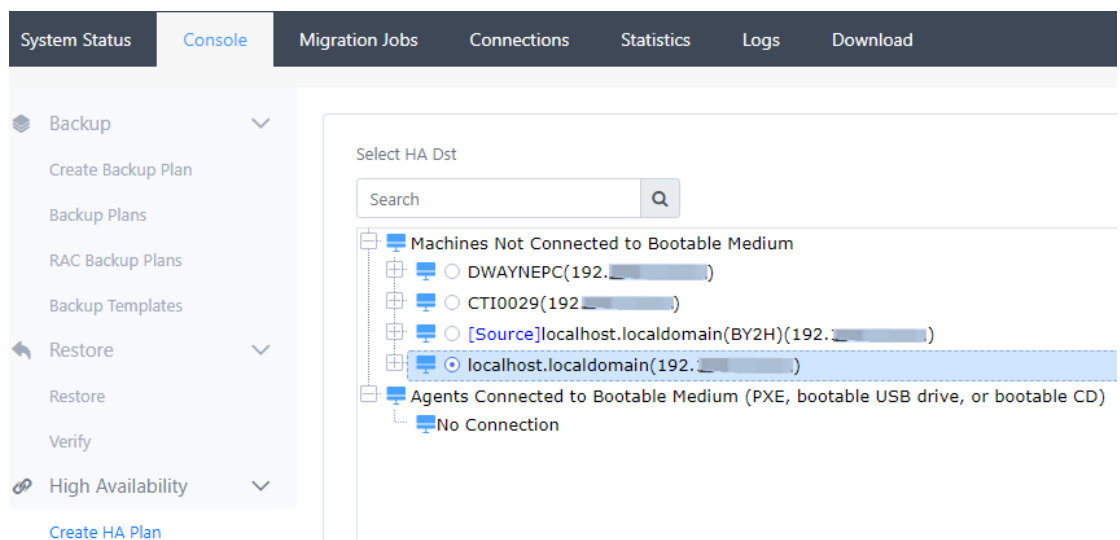 System Status Console Migration Jobs Connections Statistics Logs Download
Backup
Create Backup Plan
Backup Plans
RAC Backup Plans
Backup Templates
Restore
Restore
Verify
High Availability
Create HA Plan
Select HA Dst
Search
Machines Not Connected to Bootable Medium
DWAYNEPC(192. )
CTI0029(192 )
[Source]localhost.localdomain(BY2H)(192. )
localhost.localdomain(192. )
Agents Connected to Bootable Medium (PXE, bootable USB drive, or bootable CD)
No Connection